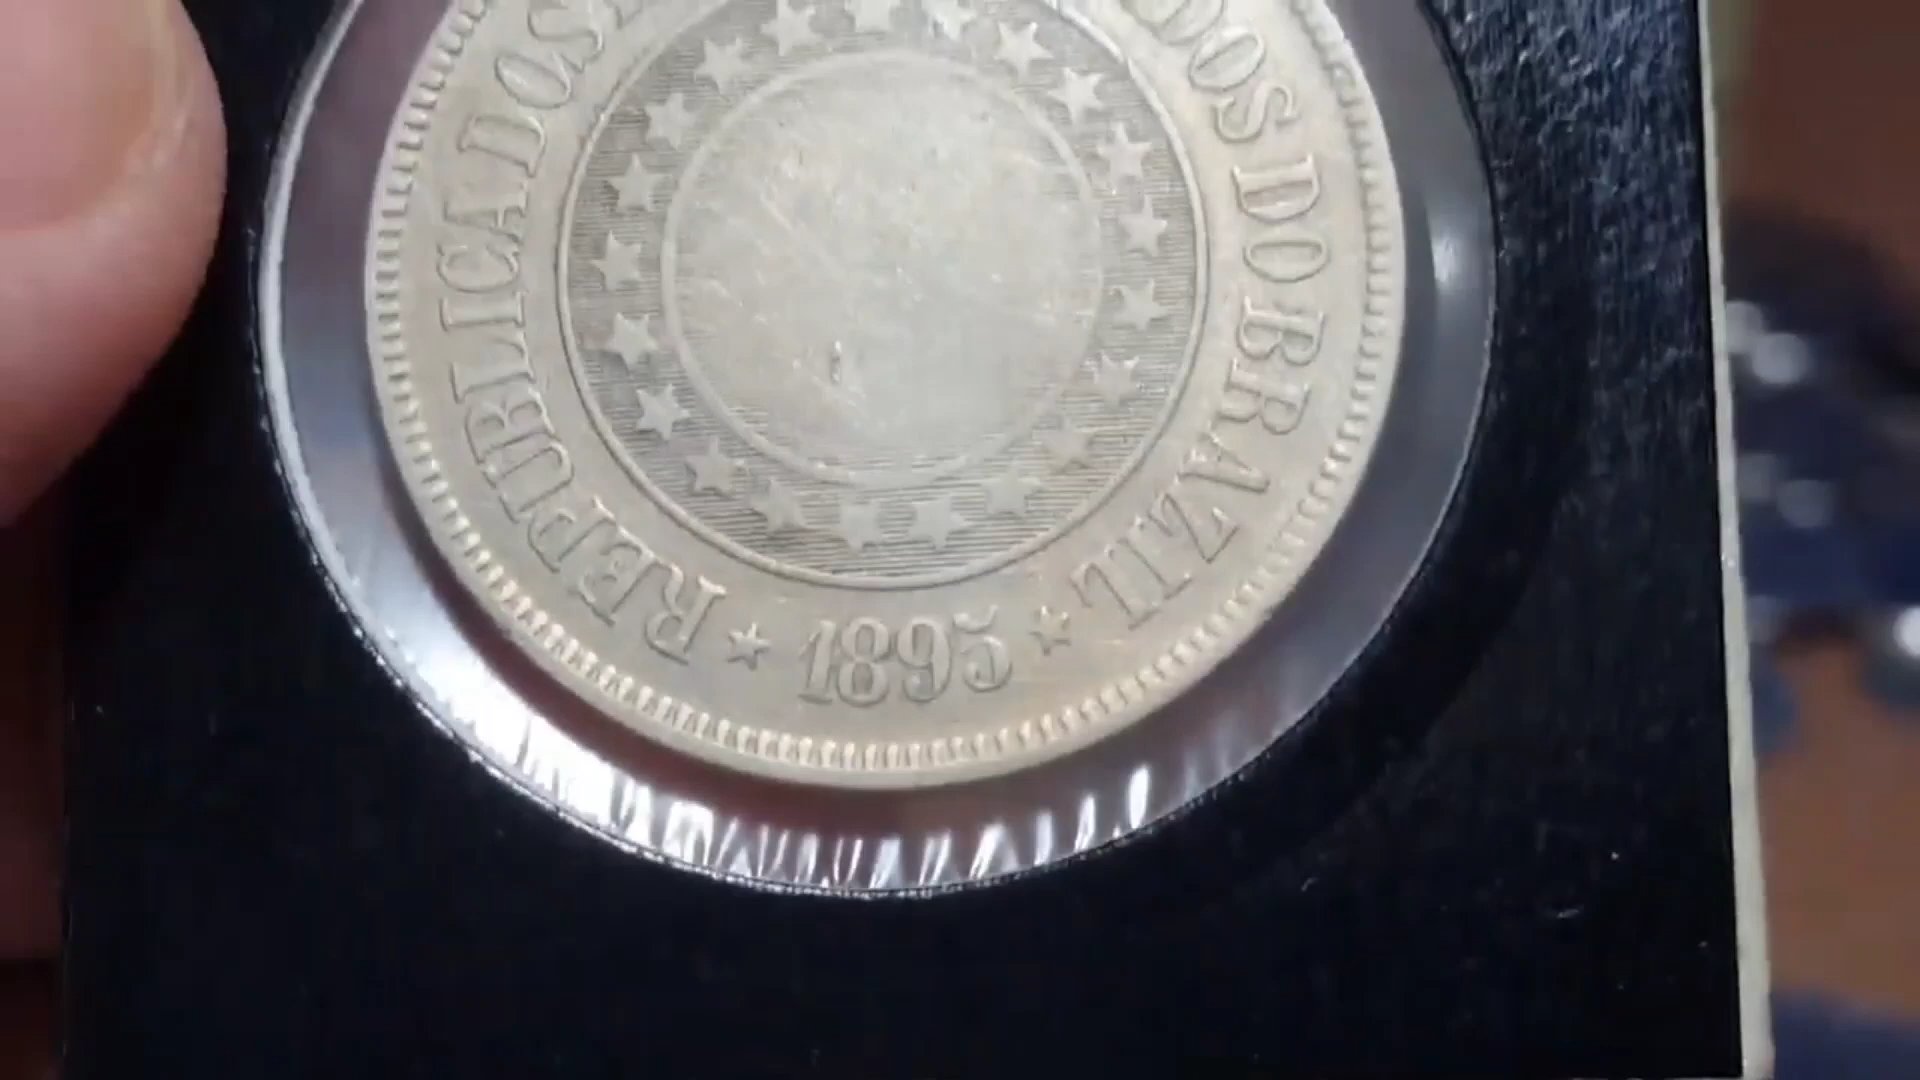 REPUBLICA DOS
DOS DO BRAZIL
★ 1895 ★